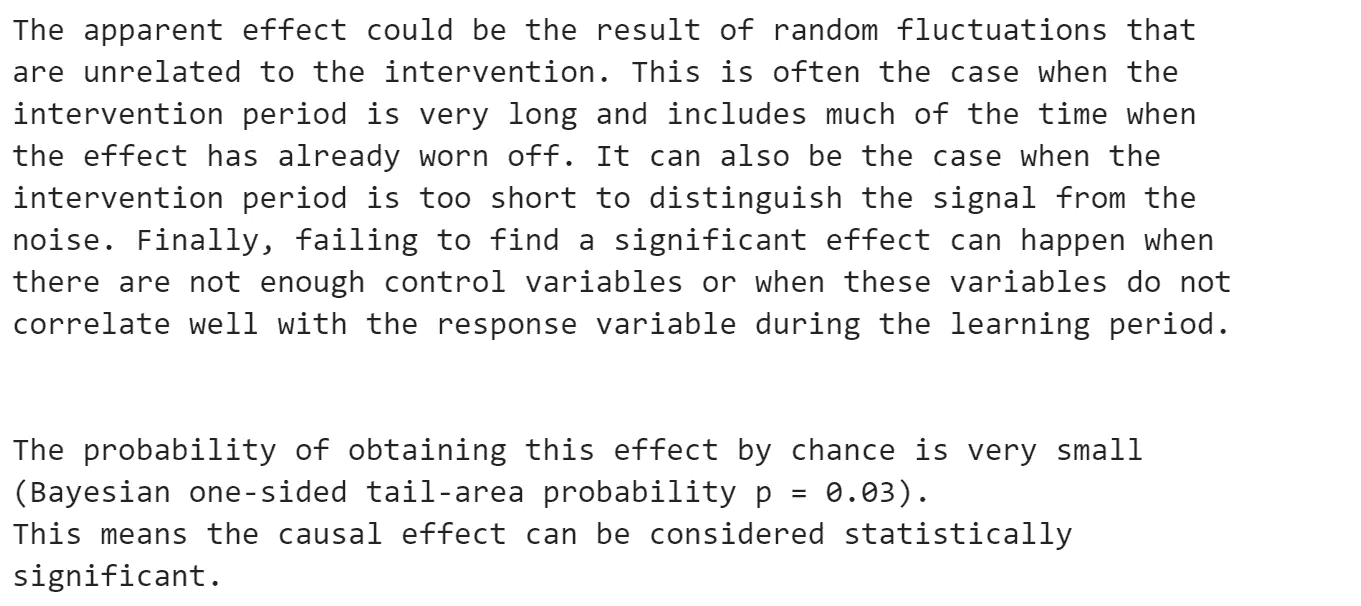 The apparent effect could be the result of random fluctuations that
are unrelated to the intervention. This is often the case when the
intervention period is very long and includes much of the time when
the effect has already worn off. It can also be the case when the
intervention period is too short to distinguish the signal from the
noise. Finally, failing to find a significant effect can happen when
there are not enough control variables or when these variables do not
correlate well with the response variable during the learning period.
The probability of obtaining this effect by chance is very small
(Bayesian one-sided tail-area probability p = 0.03).
This means the causal effect can be considered statistically
significant.